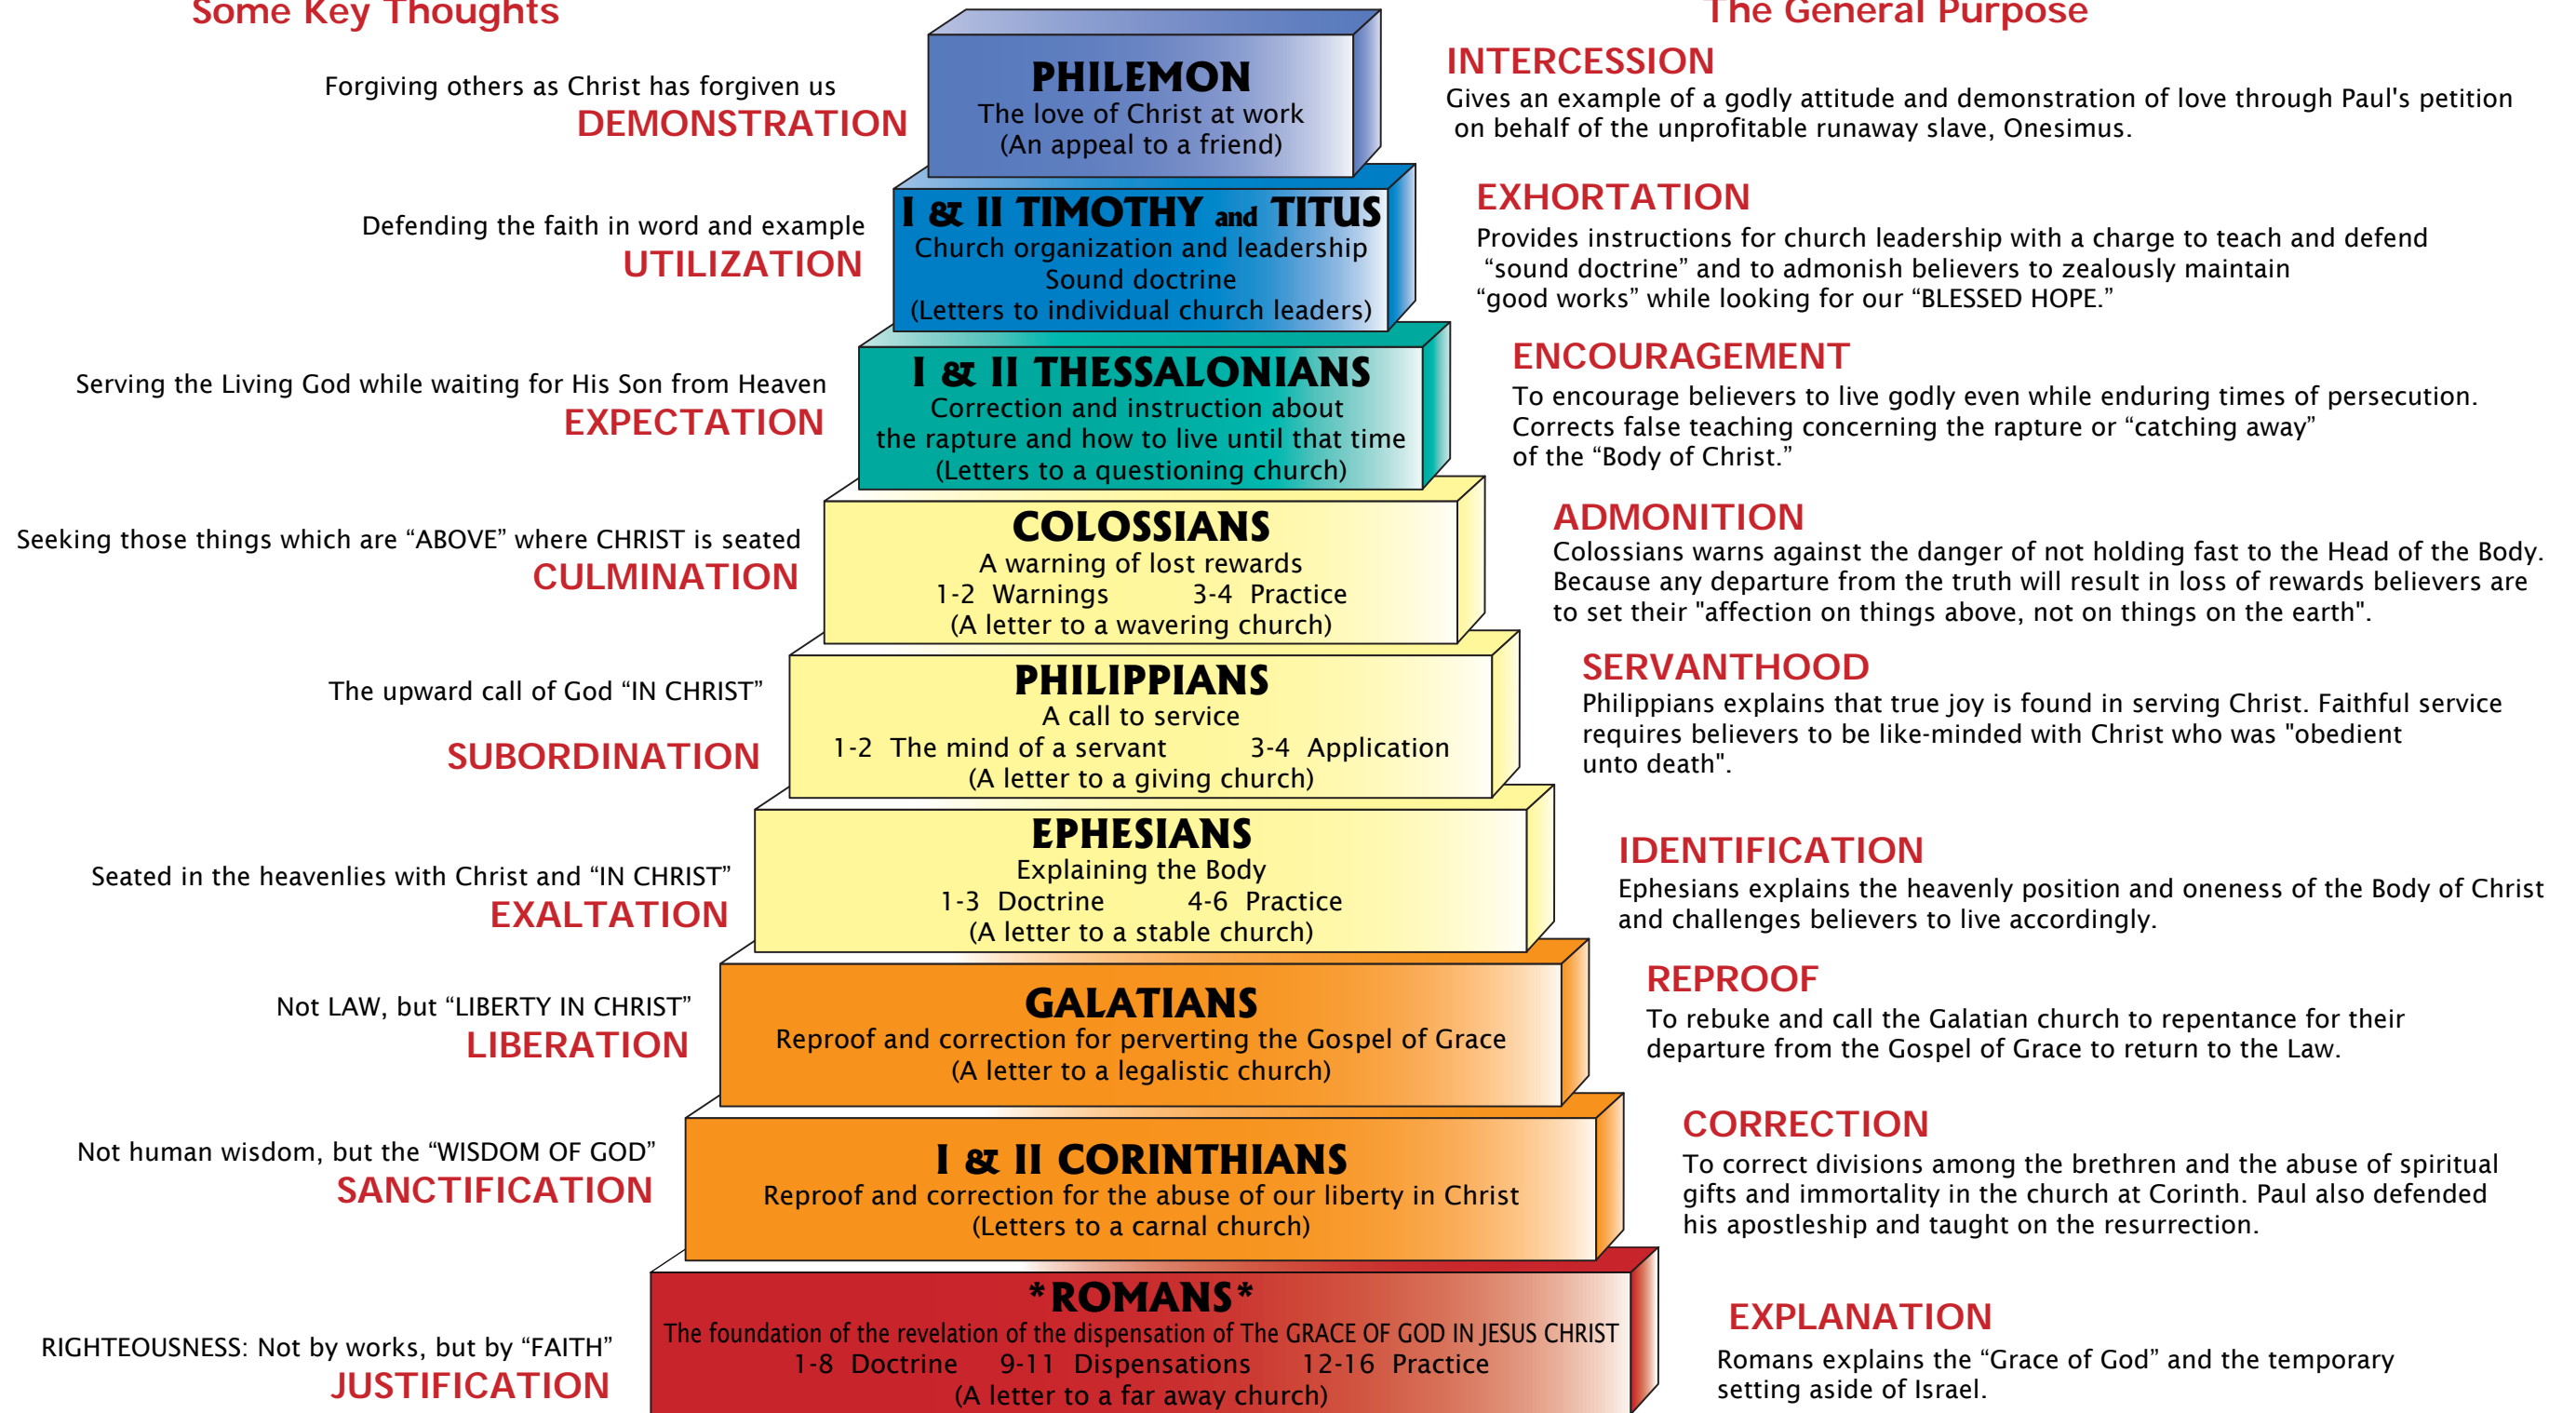 Some Key Thoughts
The General Purpose
Forgiving others as Christ has forgiven us
DEMONSTRATION
PHILEMON
The love of Christ at work
(An appeal to a friend)
INTERCESSION
Gives an example of a godly attitude and demonstration of love through Paul's petition
on behalf of the unprofitable runaway slave, Onesimus.
Defending the faith in word and example
UTILIZATION
I & II TIMOTHY and TITUS
Church organization and leadership
Sound doctrine
(Letters to individual church leaders)
EXHORTATION
Provides instructions for church leadership with a charge to teach and defend
“sound doctrine” and to admonish believers to zealously maintain
“good works” while looking for our “BLESSED HOPE.”
Serving the Living God while waiting for His Son from Heaven
EXPECTATION
I & II THESSALONIANS
Correction and instruction about
the rapture and how to live until that time
(Letters to a questioning church)
ENCOURAGEMENT
To encourage believers to live godly even while enduring times of persecution.
Corrects false teaching concerning the rapture or “catching away”
of the “Body of Christ.”
Seeking those things which are “ABOVE” where CHRIST is seated
CULMINATION
COLOSSIANS
A warning of lost rewards
1-2 Warnings 3-4 Practice
(A letter to a wavering church)
ADMONITION
Colossians warns against the danger of not holding fast to the Head of the Body.
Because any departure from the truth will result in loss of rewards believers are
to set their "affection on things above, not on things on the earth".
The upward call of God “IN CHRIST”
SUBORDINATION
PHILIPPIANS
A call to service
1-2 The mind of a servant 3-4 Application
(A letter to a giving church)
SERVANTHOOD
Philippians explains that true joy is found in serving Christ. Faithful service
requires believers to be like-minded with Christ who was "obedient
unto death".
Seated in the heavenlies with Christ and “IN CHRIST”
EXALTATION
EPHESIANS
Explaining the Body
1-3 Doctrine 4-6 Practice
(A letter to a stable church)
IDENTIFICATION
Ephesians explains the heavenly position and oneness of the Body of Christ
and challenges believers to live accordingly.
Not LAW, but “LIBERTY IN CHRIST”
LIBERATION
GALATIANS
Reproof and correction for perverting the Gospel of Grace
(A letter to a legalistic church)
REPROOF
To rebuke and call the Galatian church to repentance for their
departure from the Gospel of Grace to return to the Law.
Not human wisdom, but the “WISDOM OF GOD”
SANCTIFICATION
I & II CORINTHIANS
Reproof and correction for the abuse of our liberty in Christ
(Letters to a carnal church)
CORRECTION
To correct divisions among the brethren and the abuse of spiritual
gifts and immortality in the church at Corinth. Paul also defended
his apostleship and taught on the resurrection.
RIGHTEOUSNESS: Not by works, but by “FAITH”
JUSTIFICATION
*ROMANS*
The foundation of the revelation of the dispensation of The GRACE OF GOD IN JESUS CHRIST
1-8 Doctrine 9-11 Dispensations 12-16 Practice
(A letter to a far away church)
EXPLANATION
Romans explains the “Grace of God” and the temporary
setting aside of Israel.